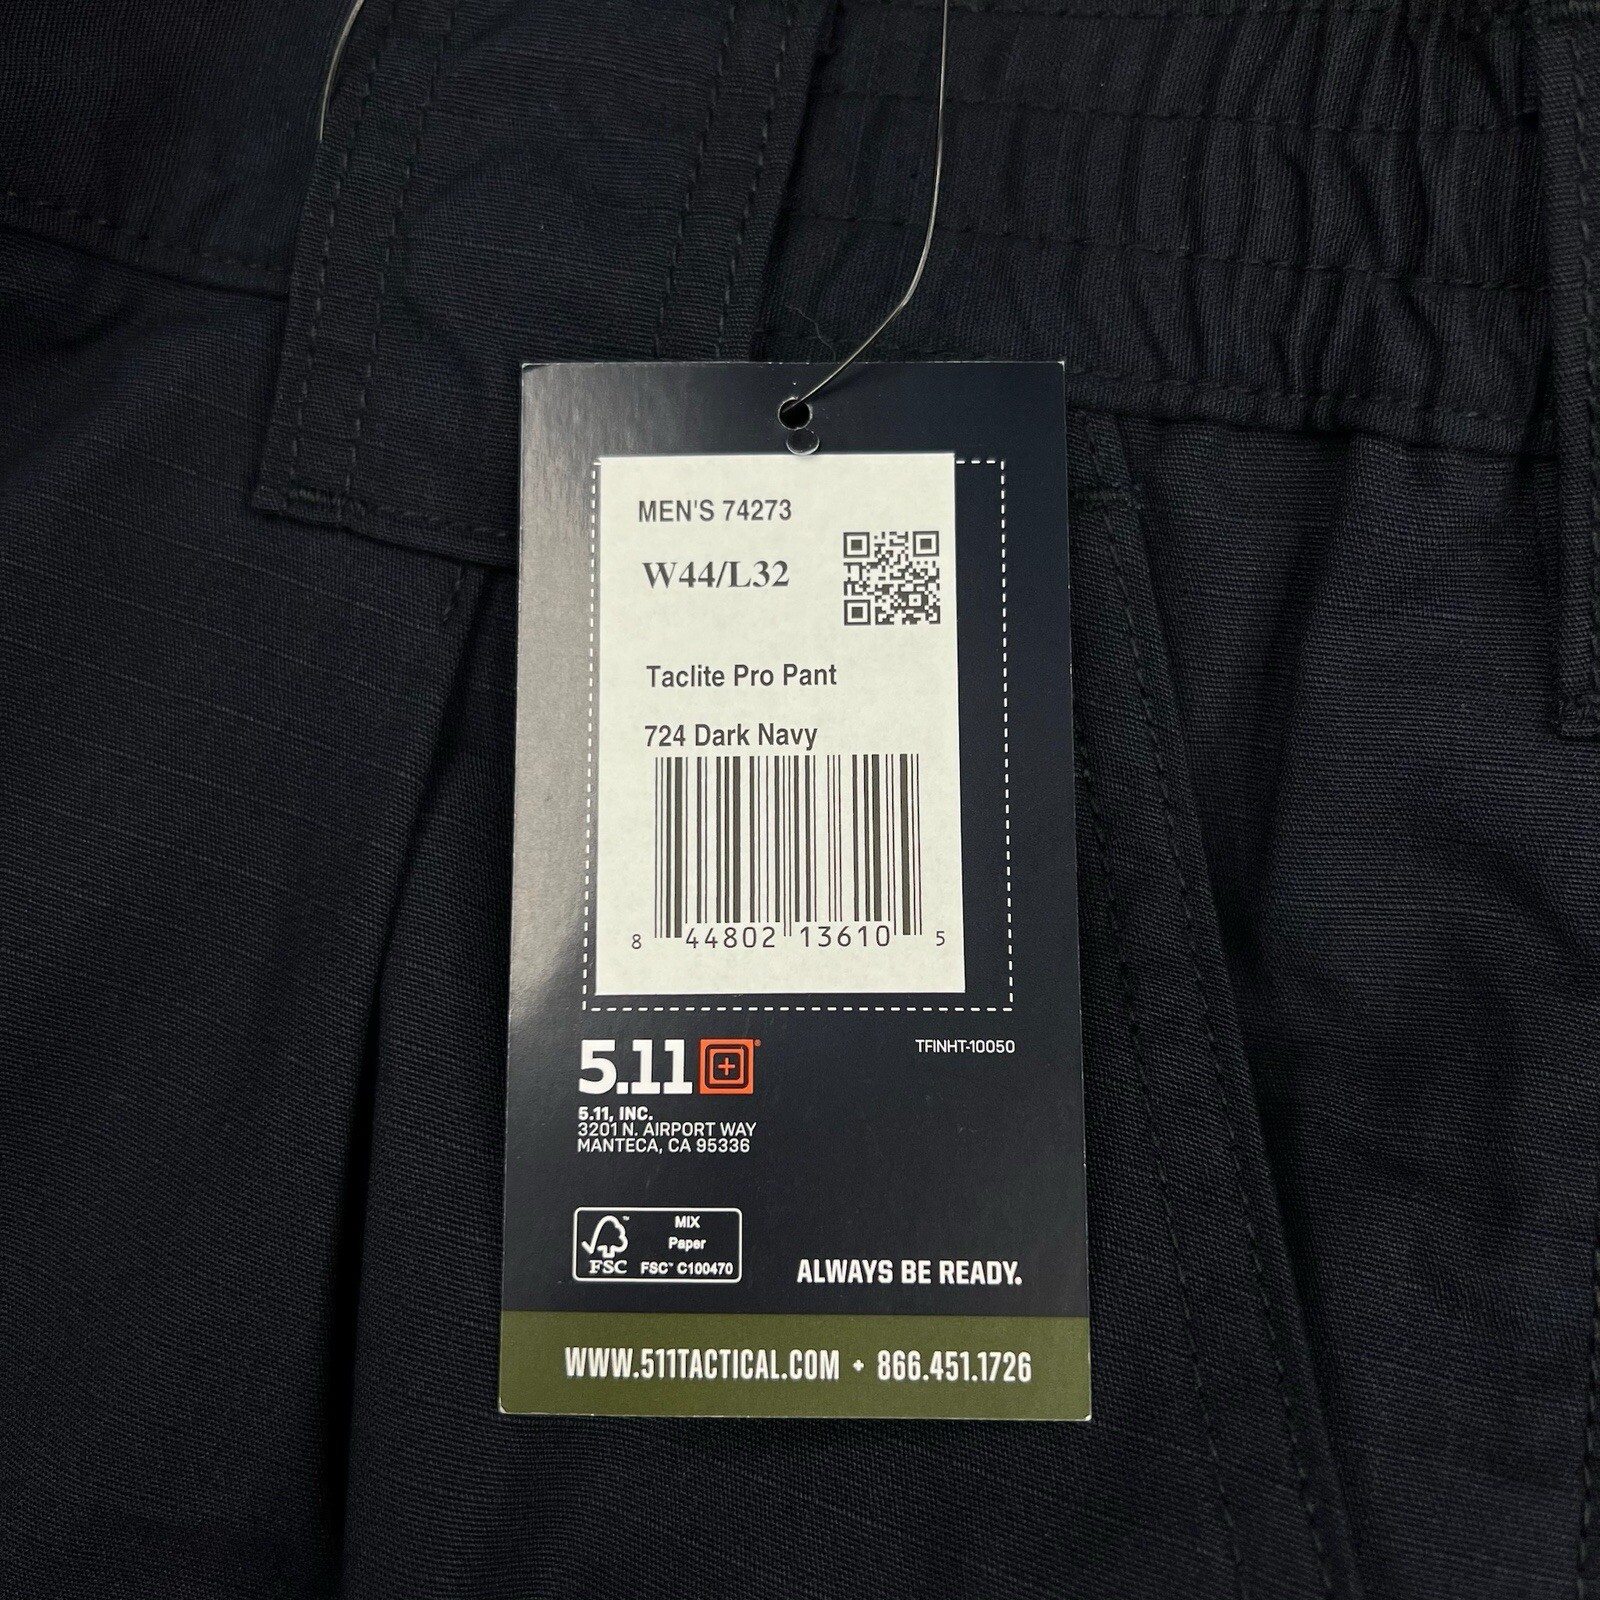 MEN'S 74273
W44/L32
Taclite Pro Pant
724 Dark Navy
8 44802 13610 5
5.11®
TFINHT-10050
5.11, INC.
3201 N. AIRPORT WAY
MANTECA, CA 95336
FSC™
MIX
Paper
FSC™ C100470
ALWAYS BE READY.
WWW.511TACTICAL.COM • 866.451.1726